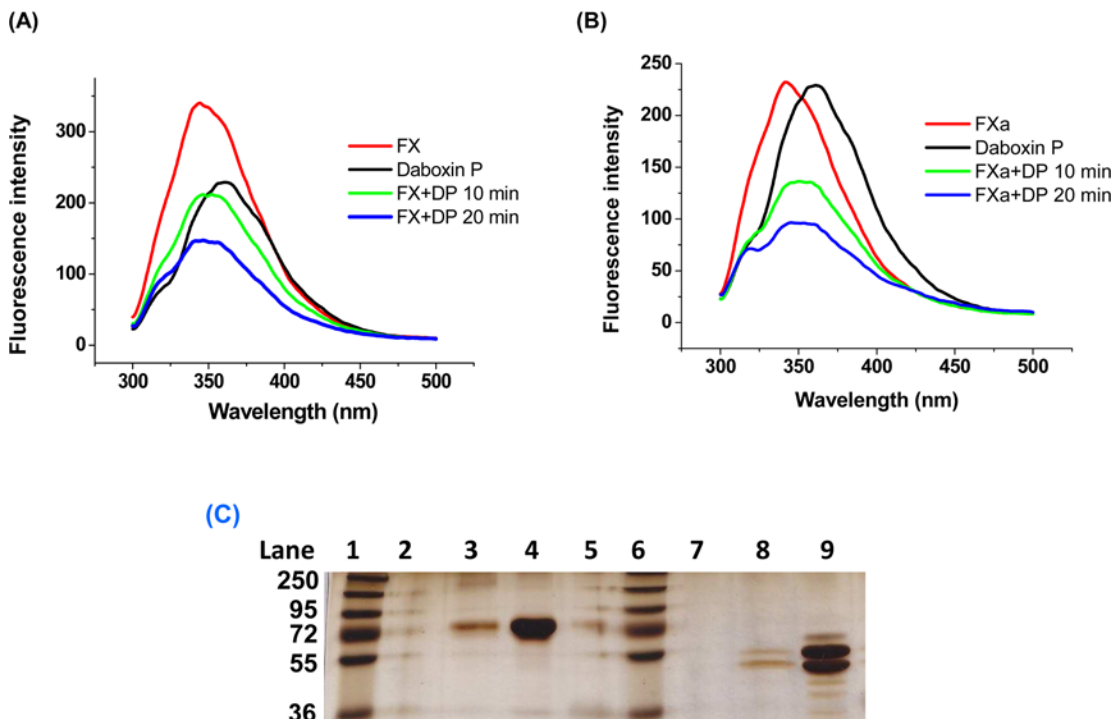 (A)
Fluorescence intensity
300
200
100
0
FX
Daboxin P
FX+DP 10 min
FX+DP 20 min
300 350 400 450 500
Wavelength (nm)
(B)
Fluorescence intensity
250
200
150
100
50
0
FXa
Daboxin P
FXa+DP 10 min
FXa+DP 20 min
300 350 400 450 500
Wavelength (nm)
(C)
Lane 1 2 3 4 5 6 7 8 9
250
95
72
55
36